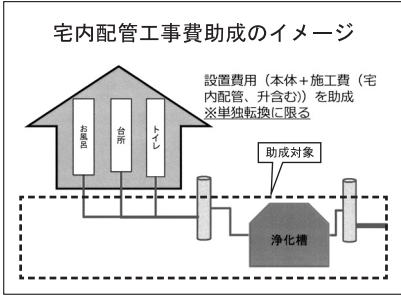 宅内配管工事費助成のイメージ
設置費用（本体＋施工費（宅
内配管、升含む））を助成
※単独転換に限る
お風呂
台所
トイレ
助成対象
浄化槽